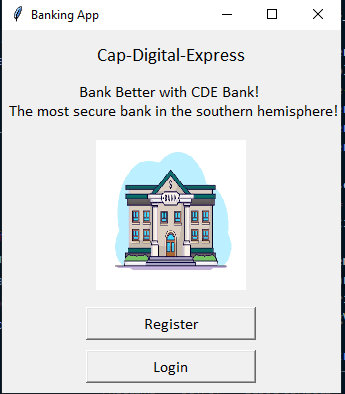 Banking App
Cap-Digital-Express
Bank Better with CDE Bank!
The most secure bank in the southern hemisphere!
$
BANK
Register
Login